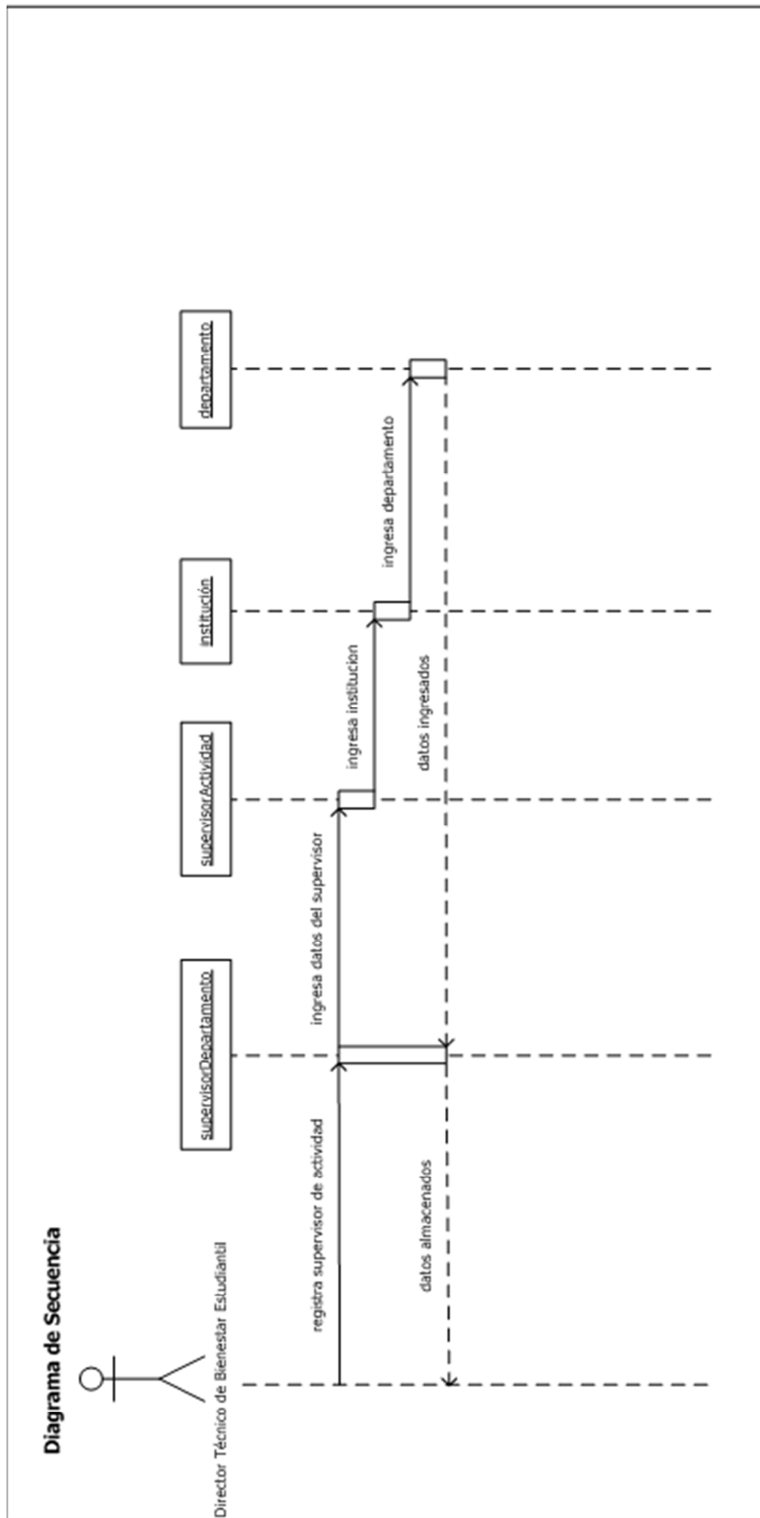 Diagrama de Secuencia
Director Técnico de Bienestar Estudiantil
supervisorDepartamento
supervisorActividad
institución
departamento
registra supervisor de actividad
ingresa datos del supervisor
ingresa institucion
ingresa departamento
datos ingresados
datos almacenados